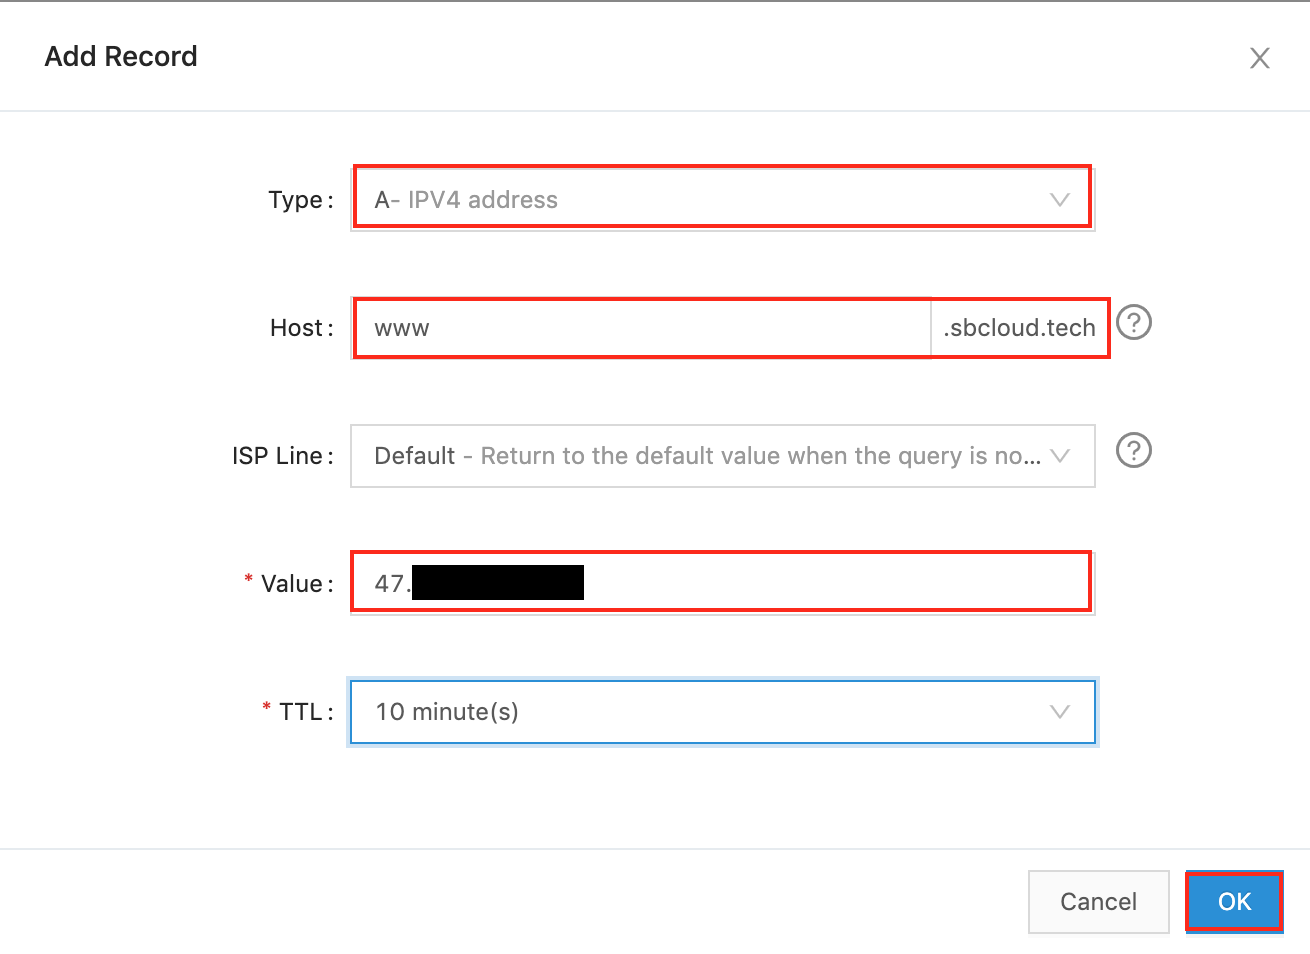 Add Record
Type : A- IPV4 address
Host : www .sbcloud.tech ?
ISP Line : Default - Return to the default value when the query is no... ?
* Value : 47.
* TTL : 10 minute(s)
Cancel OK